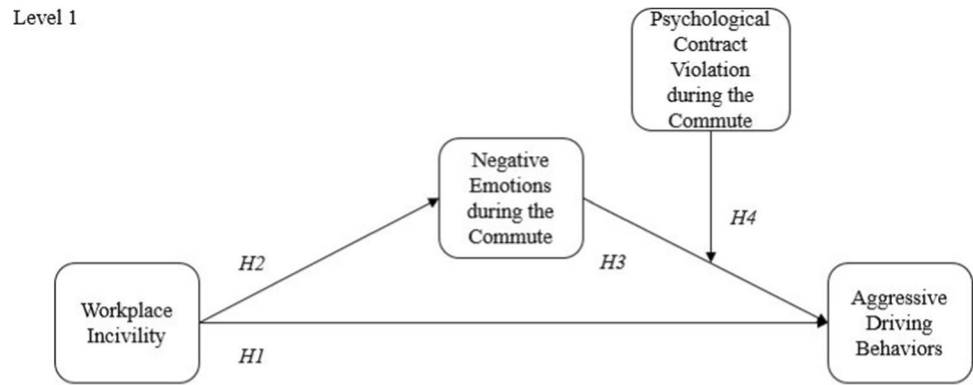 Level 1
Psychological
Contract
Violation
during the
Commute
Negative
Emotions
during the
Commute
H4
H2
H3
Workplace
Incivility
Aggressive
Driving
Behaviors
H1